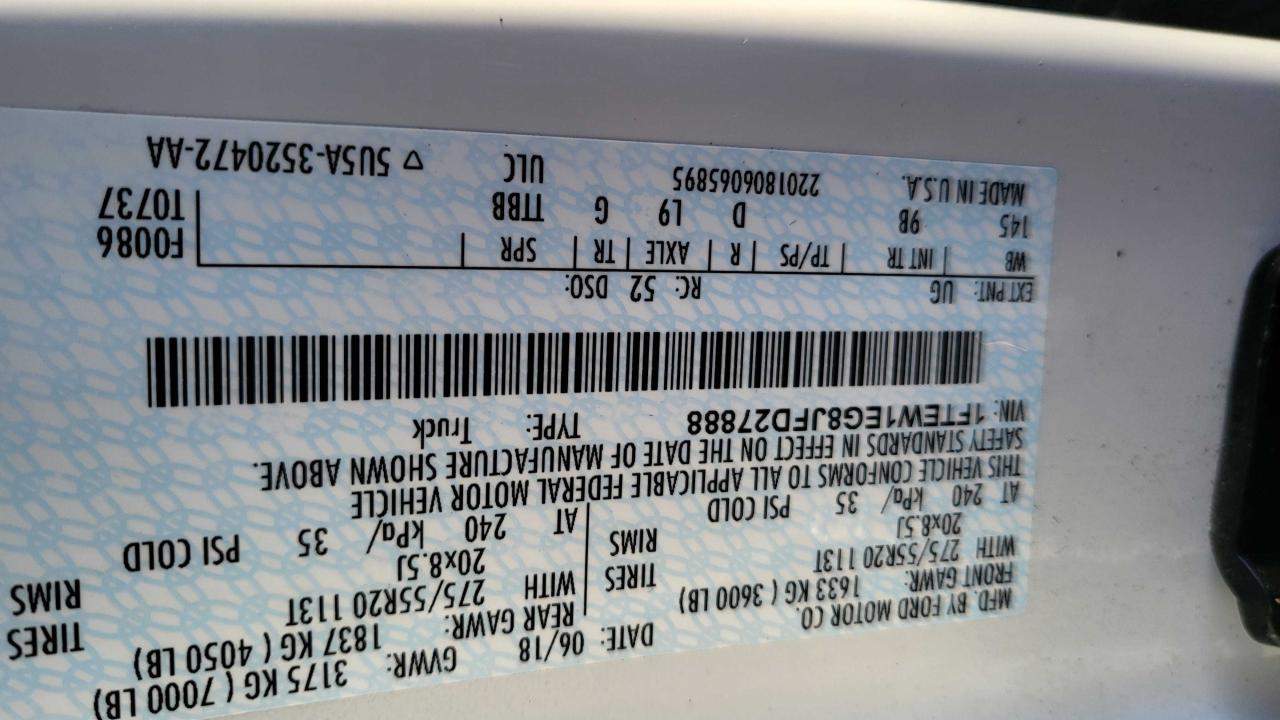 MFD. BY FORD MOTOR CO.
DATE: 06/18 GVWR: 3175 KG ( 7000 LB)
FRONT GAWR: 1633 KG ( 3600 LB) REAR GAWR: 1837 KG ( 4050 LB)
WITH 275/55R20 113T TIRES WITH 275/55R20 113T TIRES
20x8.5J RIMS 20x8.5J RIMS
AT 240 kPa/ 35 PSI COLD AT 240 kPa/ 35 PSI COLD
THIS VEHICLE CONFORMS TO ALL APPLICABLE FEDERAL MOTOR VEHICLE
SAFETY STANDARDS IN EFFECT ON THE DATE OF MANUFACTURE SHOWN ABOVE.
VIN: 1FTEW1EG8JFD27888 TYPE: Truck
EXT PNT: UG RC: 52 DSO:
WB | INT TR | TP/PS | R | AXLE | TR | SPR | F0086
145 9B D L9 G TTBB T0737
MADE IN U.S.A. 2201806065895 ULC ▽ 5U5A-3520472-AA